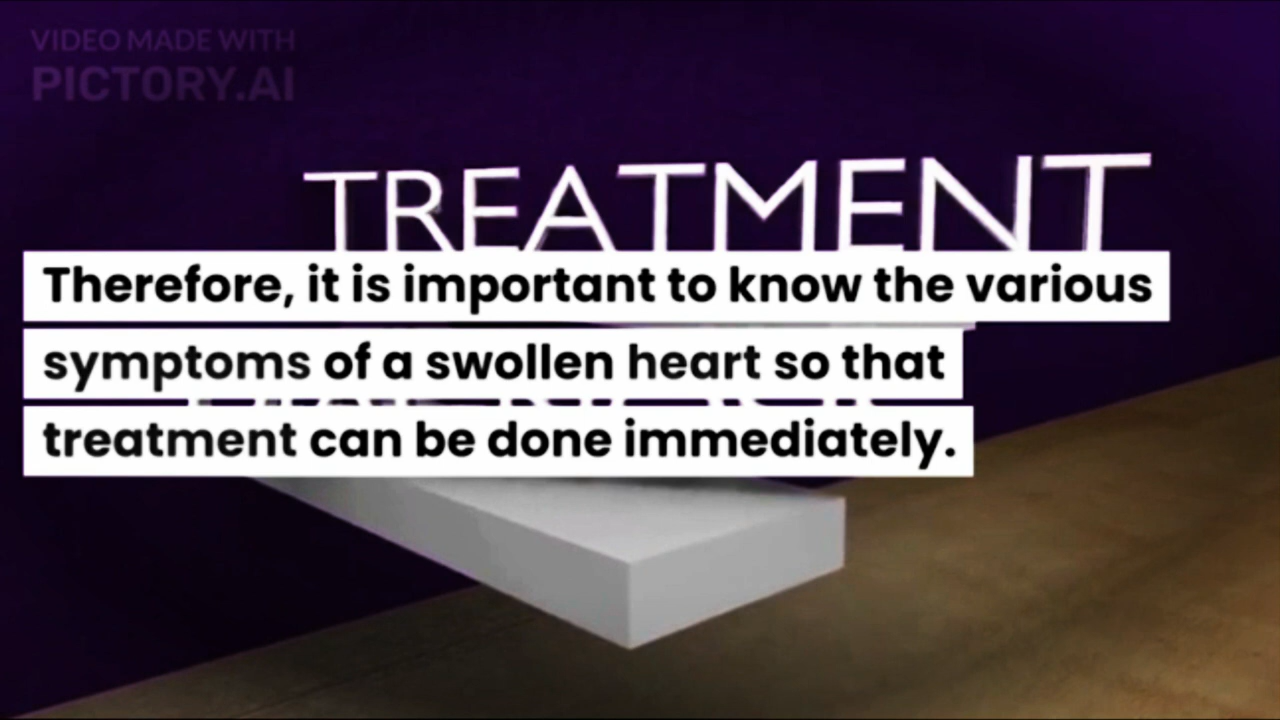 VIDEO MADE WITH
PICTORY.AI
TREATMENT
Therefore, it is important to know the various
symptoms of a swollen heart so that
treatment can be done immediately.